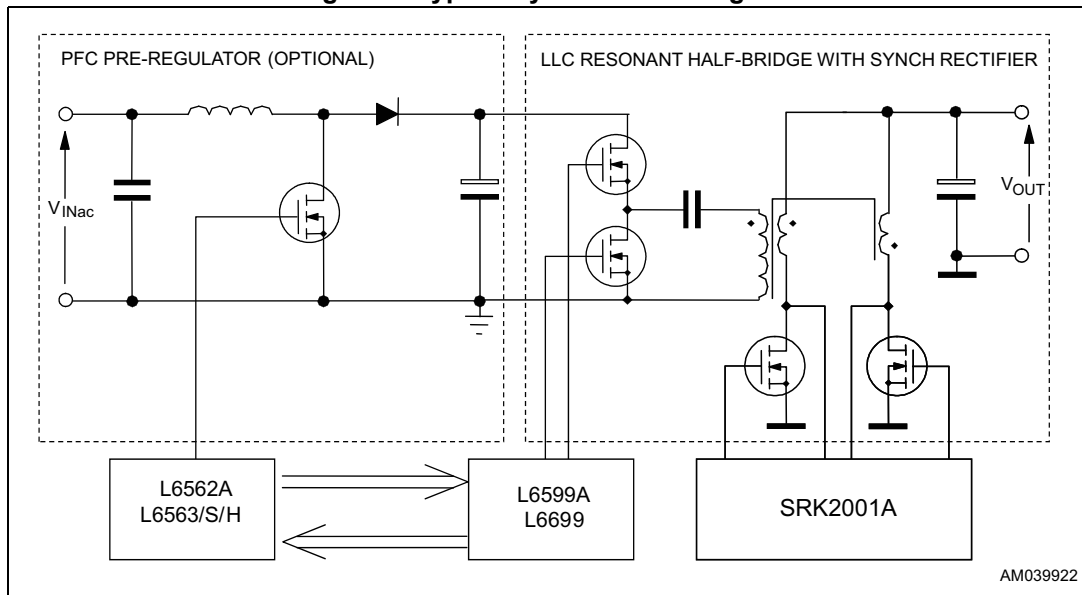 PFC PRE-REGULATOR (OPTIONAL)
LLC RESONANT HALF-BRIDGE WITH SYNCH RECTIFIER
VINac
VOUT
L6562A
L6563/S/H
L6599A
L6699
SRK2001A
AM039922